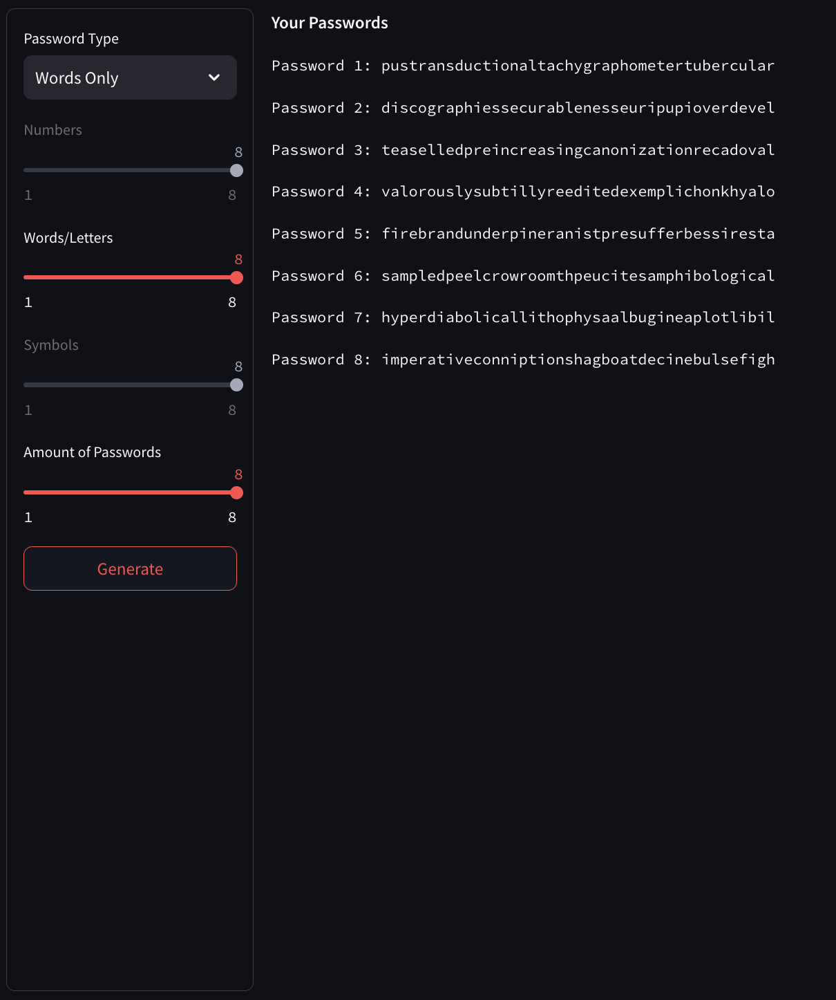 Password Type
Words Only
Numbers
8
1 8
Words/Letters
8
1 8
Symbols
8
1 8
Amount of Passwords
8
1 8
Generate
Your Passwords
Password 1: pustransductionaltachygraphometertubercular
Password 2: discographiessecurablenesseuripupioverdevel
Password 3: teaselledpreincreasingcanonizationrecadoval
Password 4: valorouslysubtillyreeditedexemplichonkhyalo
Password 5: firebrandunderpineranistpresufferbessiresta
Password 6: sampledpeelcrowroomthpeucitesamphibological
Password 7: hyperdiabolicallithophysaalbugineaplotlibil
Password 8: imperativeconniptionshagboatdecinebulsefigh